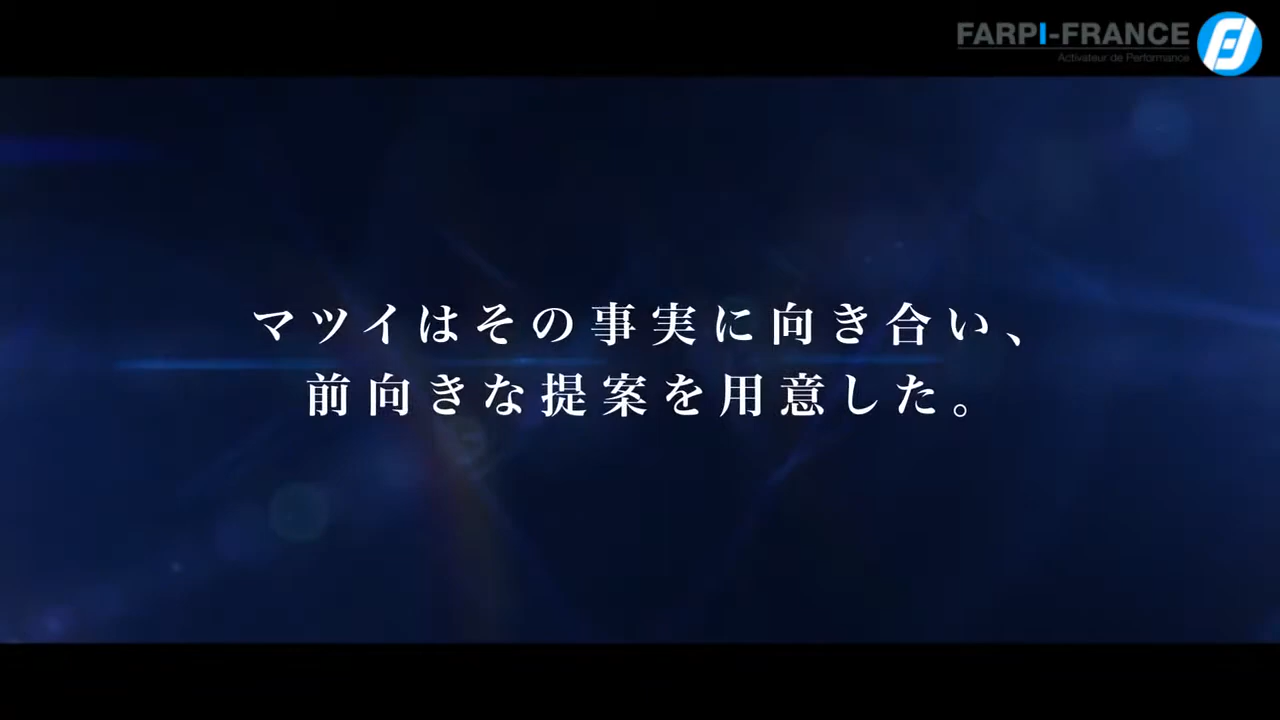 FARPI-FRANCE
Activateur de Performance
マツイはその事実に向き合い、
前向きな提案を用意した。